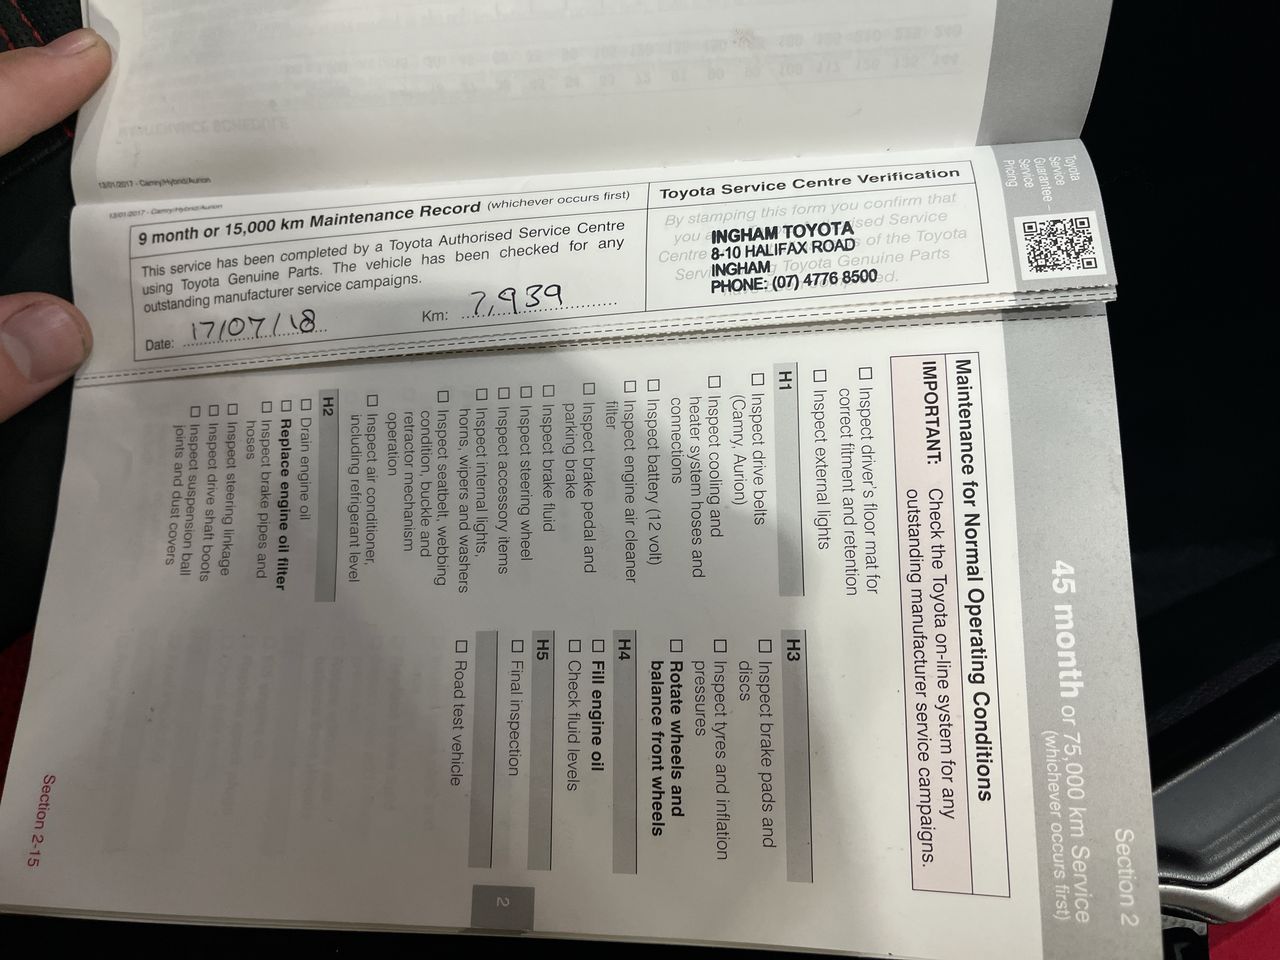 MAINTENANCE SCHEDULE
13/01/2017 - Camry/Hybrid/Aurion
13/01/2017 - Camry/Hybrid/Aurion
9 month or 15,000 km Maintenance Record (whichever occurs first)
This service has been completed by a Toyota Authorised Service Centre
using Toyota Genuine Parts. The vehicle has been checked for any
outstanding manufacturer service campaigns.
Date: 17/07/18 Km: 7,939
Toyota Service Centre Verification
By stamping this form you confirm that
INGHAM TOYOTA
8-10 HALIFAX ROAD
INGHAM
PHONE: (07) 4776 8500
Toyota
Service
Guarantee -
Service
Pricing
Section 2
45 month or 75,000 km Service
(whichever occurs first)
Maintenance for Normal Operating Conditions
IMPORTANT: Check the Toyota on-line system for any
outstanding manufacturer service campaigns.
☐ Inspect driver's floor mat for
correct fitment and retention
☐ Inspect external lights
H1
☐ Inspect drive belts
(Camry, Aurion)
☐ Inspect cooling and
heater system hoses and
connections
☐ Inspect battery (12 volt)
☐ Inspect engine air cleaner
filter
☐ Inspect brake pedal and
parking brake
☐ Inspect brake fluid
☐ Inspect steering wheel
☐ Inspect accessory items
☐ Inspect internal lights,
horns, wipers and washers
☐ Inspect seatbelt, webbing
condition, buckle and
retractor mechanism
operation
☐ Inspect air conditioner,
including refrigerant level
H2
☐ Drain engine oil
☐ Replace engine oil filter
☐ Inspect brake pipes and
hoses
☐ Inspect steering linkage
☐ Inspect drive shaft boots
☐ Inspect suspension ball
joints and dust covers
H3
☐ Inspect brake pads and
discs
☐ Inspect tyres and inflation
pressures
☐ Rotate wheels and
balance front wheels
H4
☐ Fill engine oil
☐ Check fluid levels
H5
☐ Final inspection
☐ Road test vehicle
2
Section 2-15